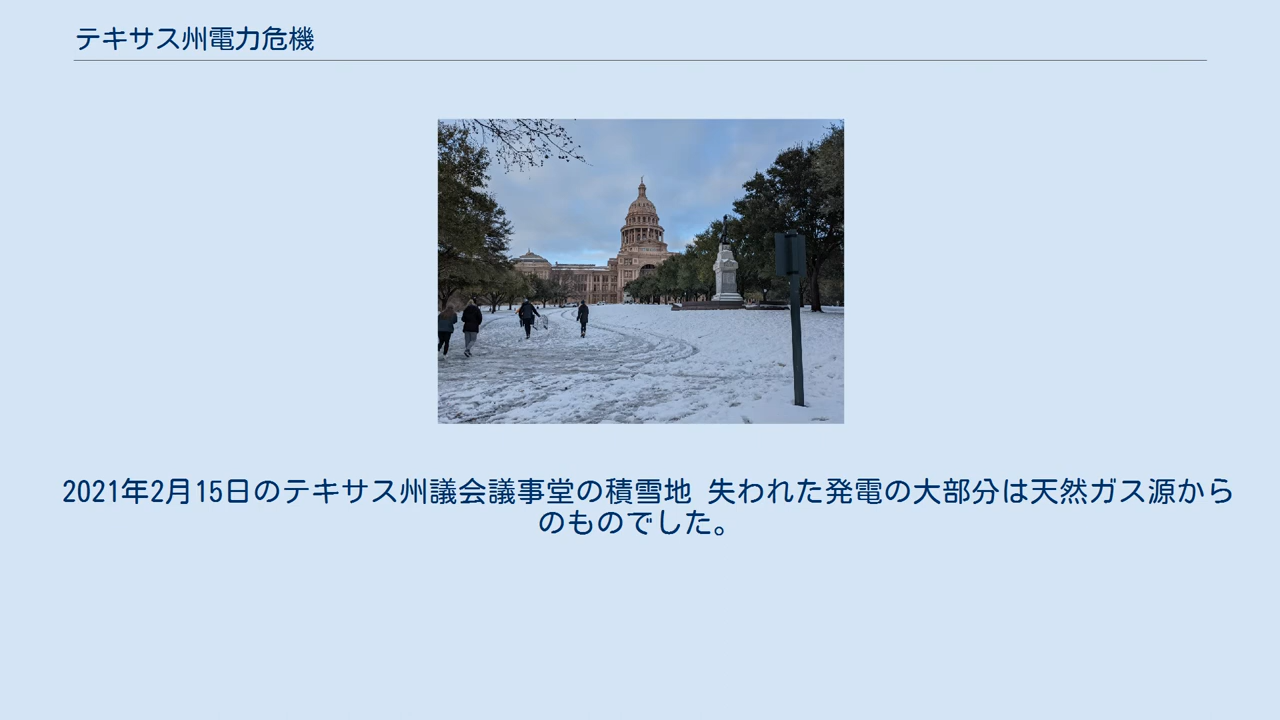 テキサス州電力危機
2021年2月15日のテキサス州議会議事堂の積雪地 失われた発電の大部分は天然ガス源から
のものでした。